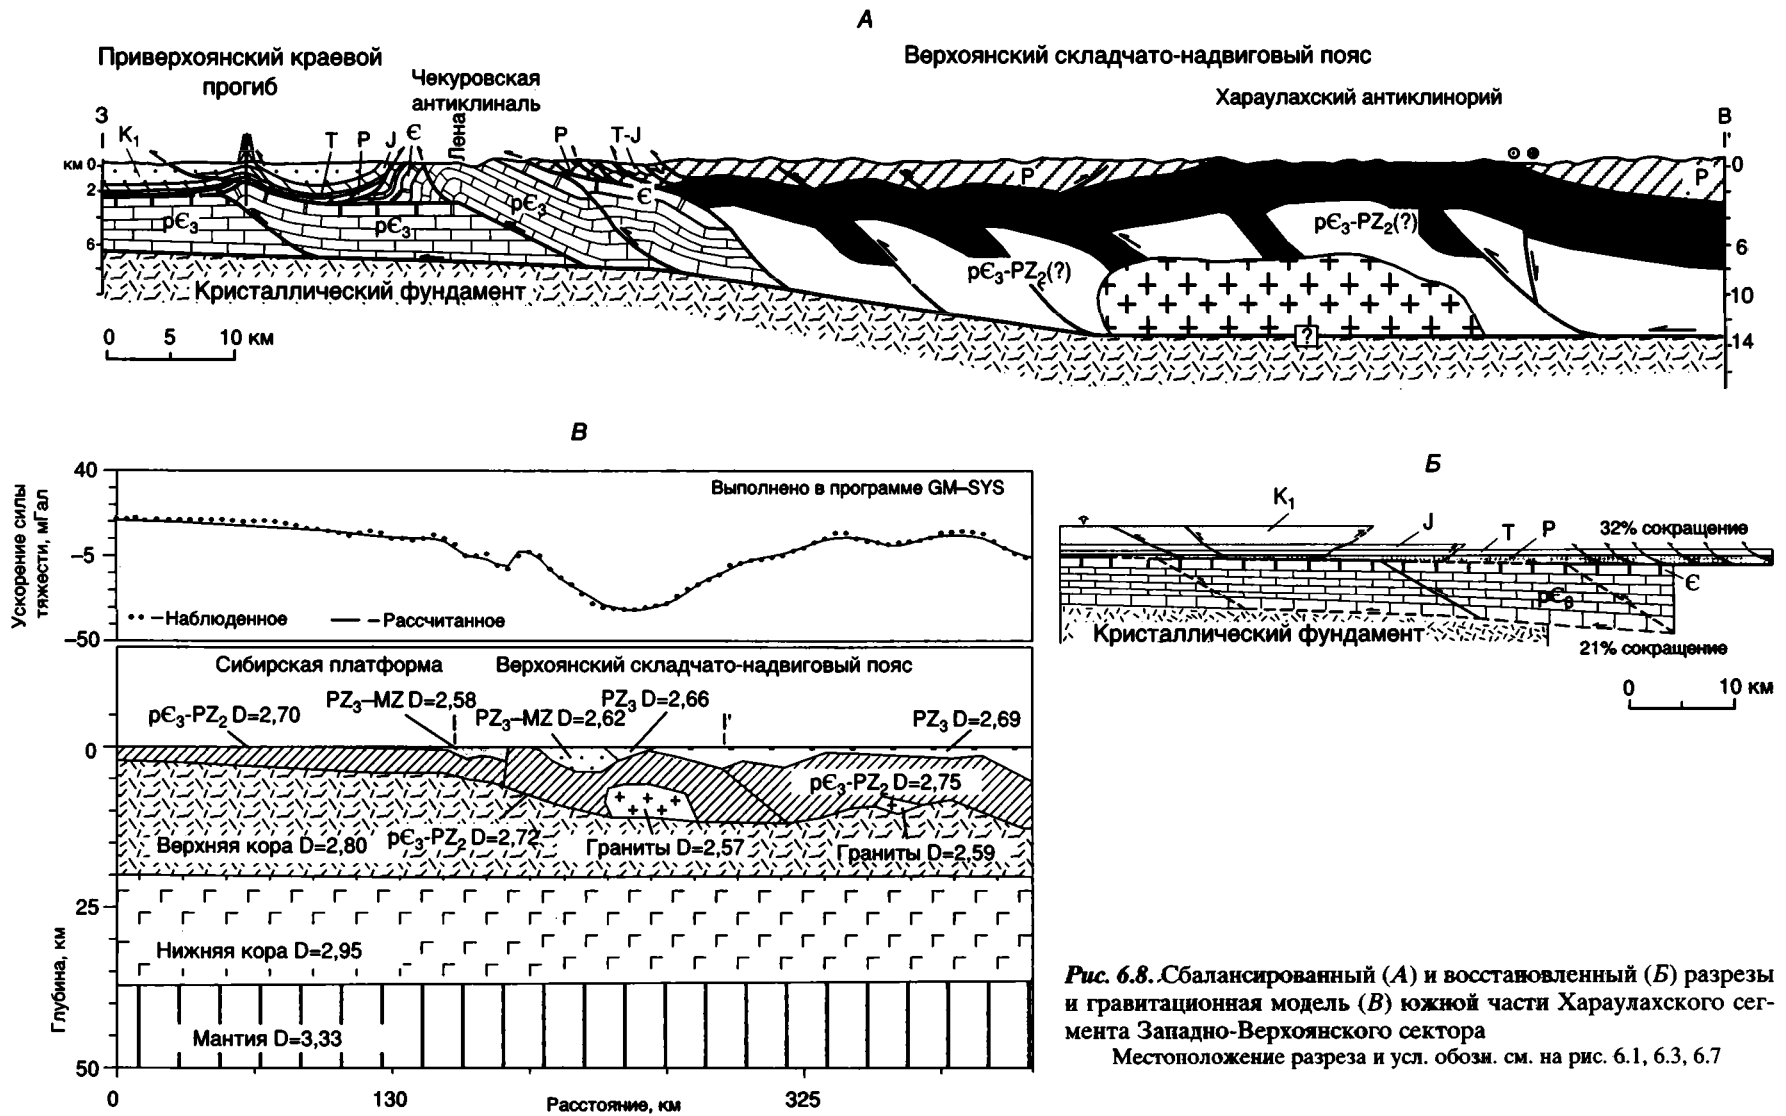 А
Приверхоянский краевой
прогиб
Чекуровская
антиклиналь
Верхоянский складчато-надвиговый пояс
Хараулахский антиклинорий
З
В
K₁
T
P
J
Є
Лена
P
T-J
км 0
2
6
0
2
6
10
14
pЄ₃
pЄ₃
pЄ₃
Є
P
P
pЄ₃-PZ₂(?)
pЄ₃-PZ₂(?)
Кристаллический фундамент
?
0 5 10 км
В
40
–5
–50
Ускорение силы
тяжести, мГал
Выполнено в программе GM–SYS
–Наблюденное
–Рассчитанное
Сибирская платформа
Верхоянский складчато-надвиговый пояс
pЄ₃-PZ₂ D=2,70
PZ₃–MZ D=2,58
PZ₃–MZ D=2,62
PZ₃ D=2,66
PZ₃ D=2,69
I
I'
0
pЄ₃-PZ₂ D=2,75
Верхняя кора D=2,80
pЄ₃-PZ₂ D=2,72
Граниты D=2,57
Граниты D=2,59
25
Нижняя кора D=2,95
Мантия D=3,33
50
Глубина, км
0 130 325
Расстояние, км
Б
K₁
J
T
P
32% сокращение
Є
pЄ₃
Кристаллический фундамент
21% сокращение
0 10 км
Рис. 6.8. Сбалансированный (А) и восстановленный (Б) разрезы
и гравитационная модель (В) южной части Хараулахского сег-
мента Западно-Верхоянского сектора
Местоположение разреза и усл. обозн. см. на рис. 6.1, 6.3, 6.7